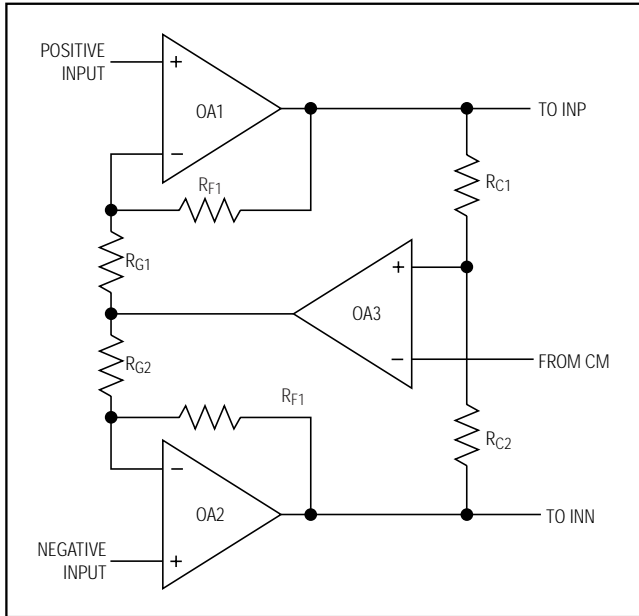 POSITIVE
INPUT
+
OA1
−
TO INP
RF1
RC1
RG1
+
OA3
−
RG2
FROM CM
RF1
RC2
−
OA2
TO INN
+
NEGATIVE
INPUT